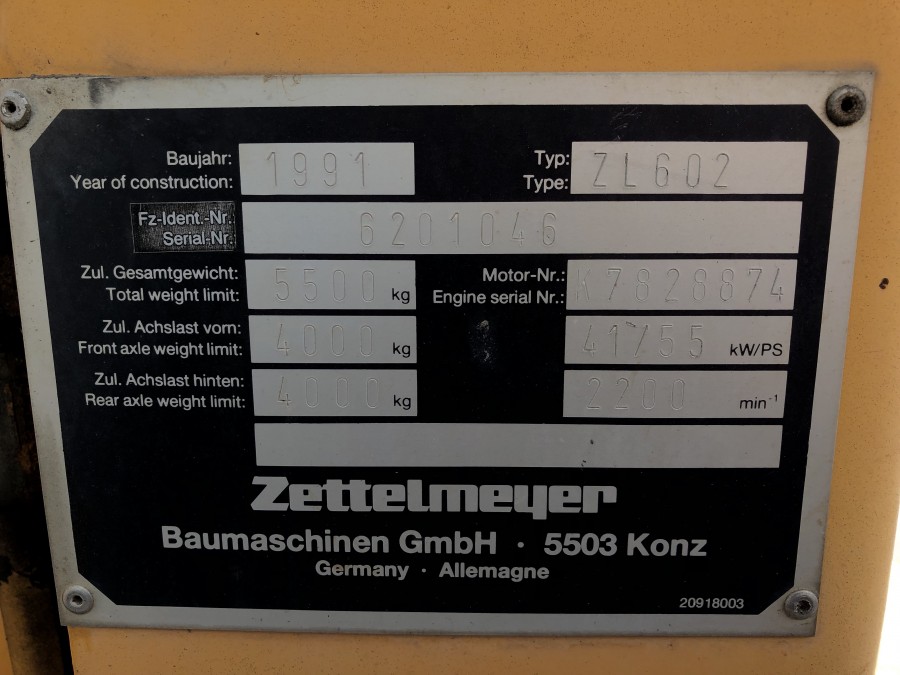 Baujahr: 1991 Typ: ZL602
Year of construction: Type:
Fz-Ident.-Nr. 6201046
Serial-Nr.
Zul. Gesamtgewicht: 5500 kg Motor-Nr.: K7828874
Total weight limit: Engine serial Nr.:
Zul. Achslast vorn: 4000 kg 41/55 kW/PS
Front axle weight limit:
Zul. Achslast hinten: 4000 kg 2200 min⁻¹
Rear axle weight limit:
Zettelmeyer
Baumaschinen GmbH · 5503 Konz
Germany · Allemagne
20918003